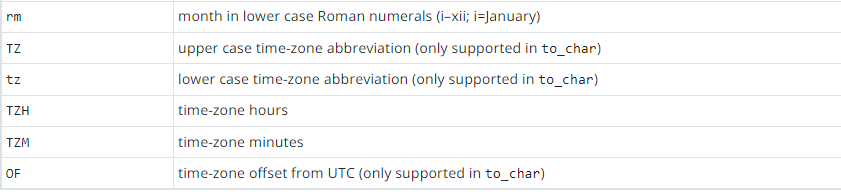 rm month in lower case Roman numerals (i–xii; i=January)
TZ upper case time-zone abbreviation (only supported in to_char)
tz lower case time-zone abbreviation (only supported in to_char)
TZH time-zone hours
TZM time-zone minutes
OF time-zone offset from UTC (only supported in to_char)